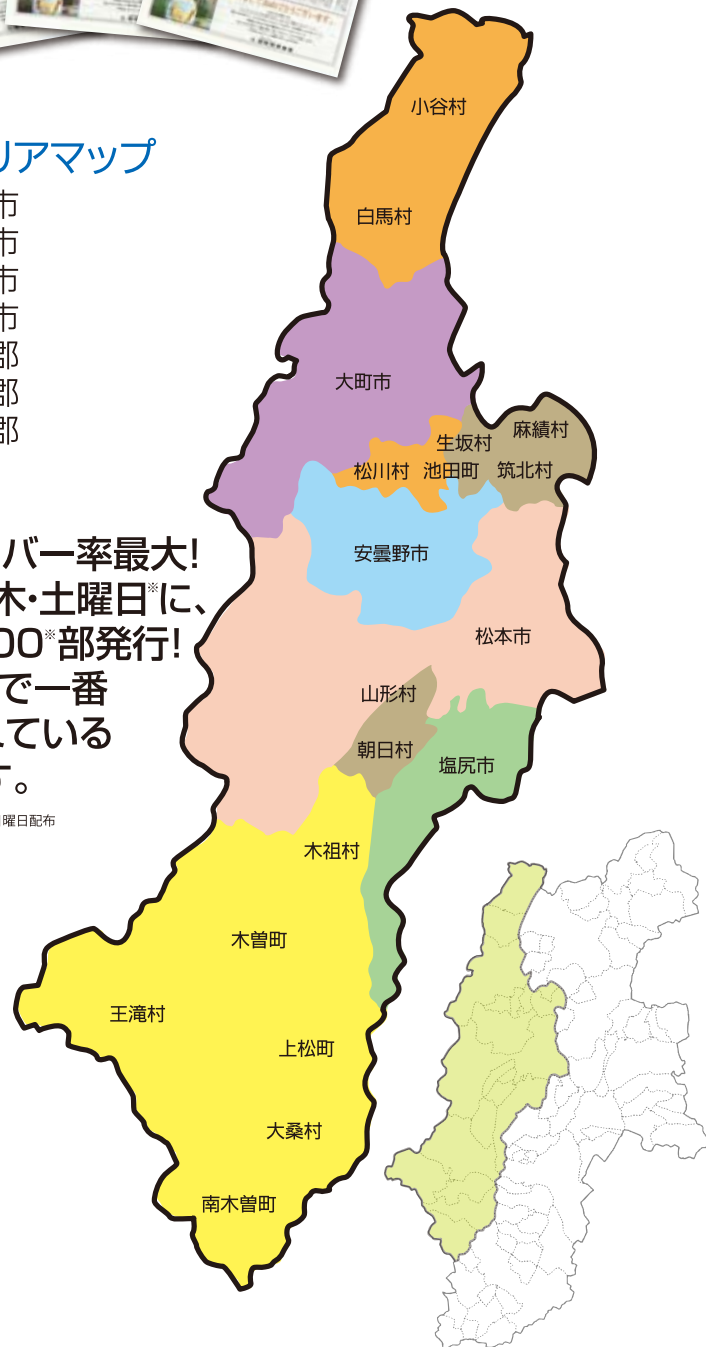 リアマップ
市
市
市
市
郡
郡
郡
バー率最大!
木・土曜日※に、
00※部発行!
で一番
えている
す。
曜日配布
小谷村
白馬村
大町市
麻績村
生坂村
松川村 池田町 筑北村
安曇野市
松本市
山形村
朝日村
塩尻市
木祖村
木曽町
王滝村
上松町
大桑村
南木曽町